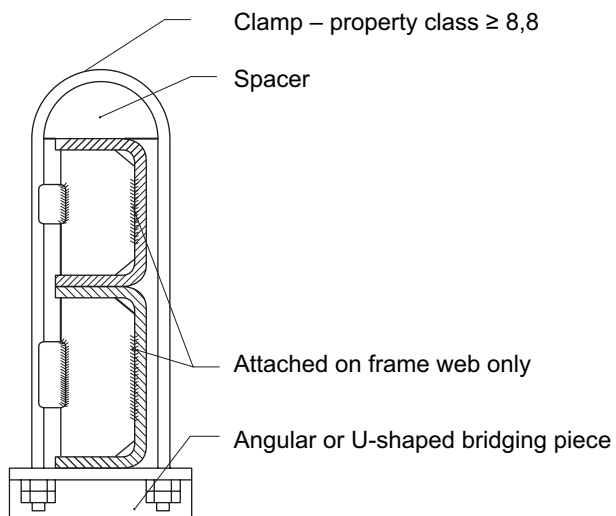 Clamp – property class ≥ 8,8
Spacer
Attached on frame web only
Angular or U-shaped bridging piece